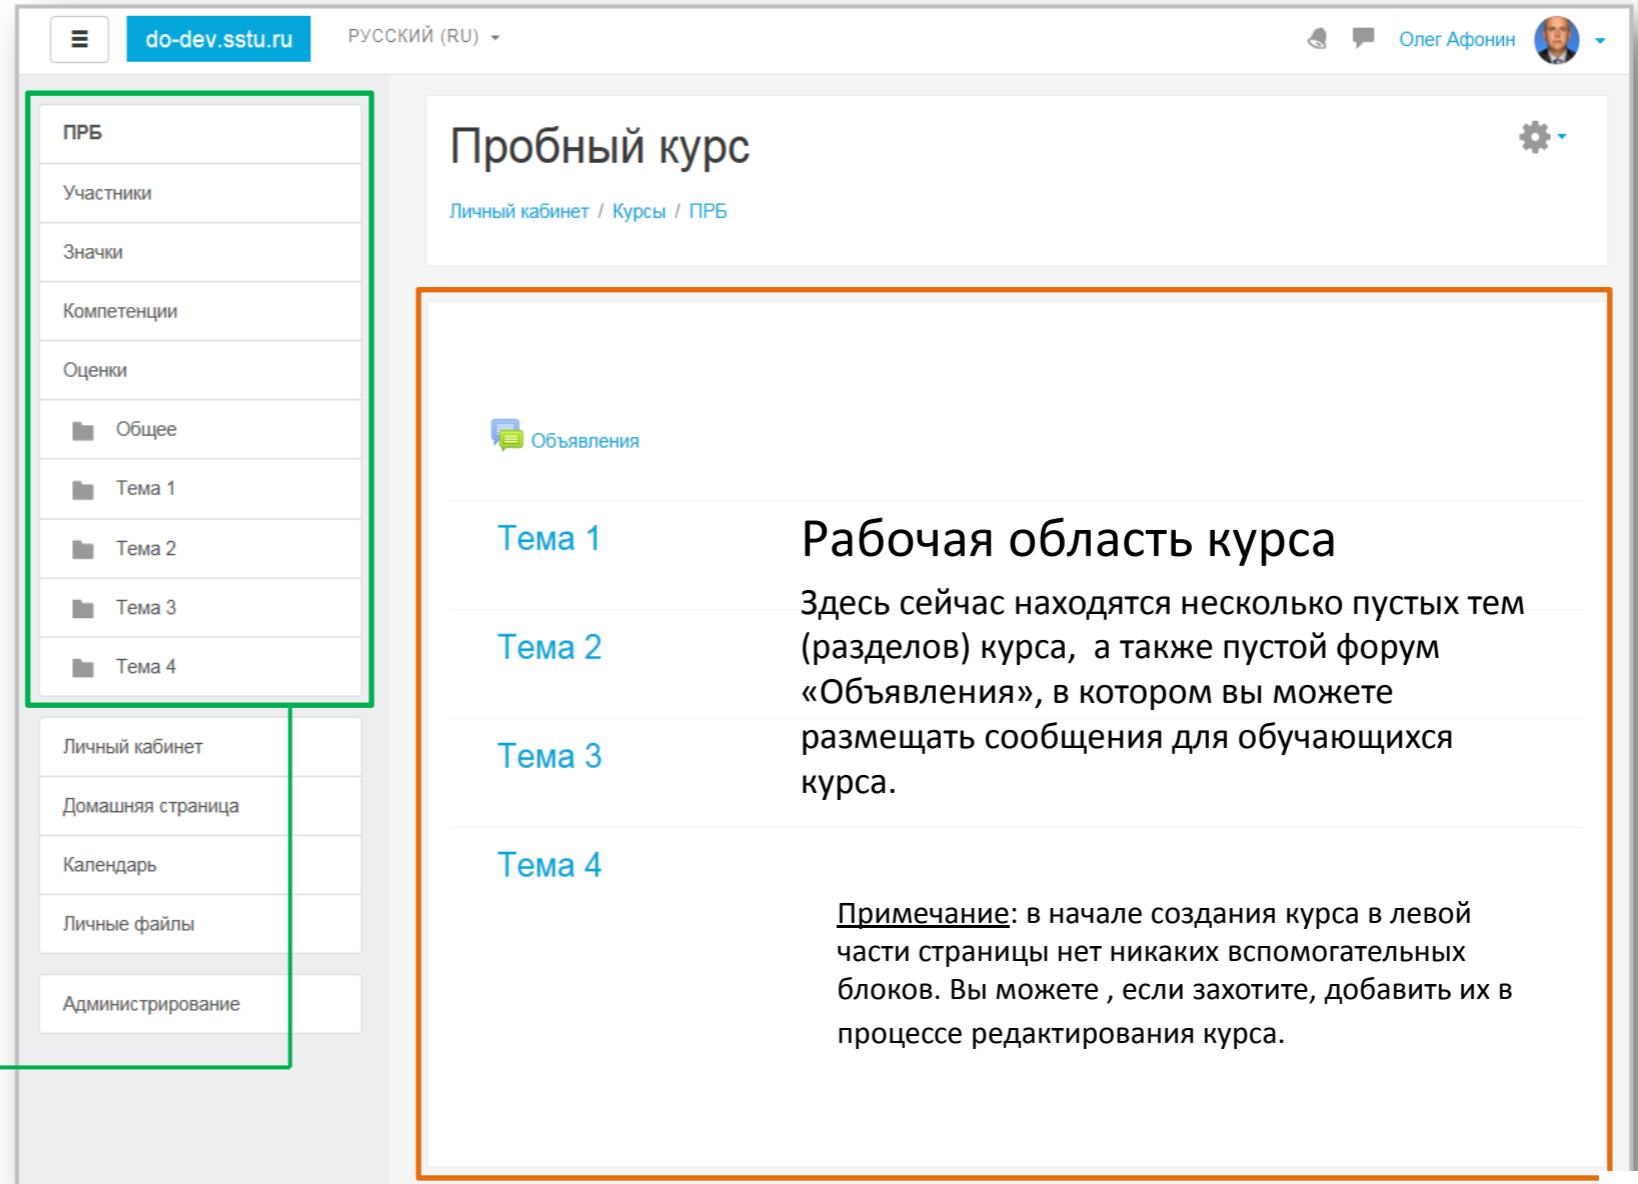 do-dev.sstu.ru
РУССКИЙ (RU)
Олег Афонин
ПРБ
Участники
Значки
Компетенции
Оценки
Общее
Тема 1
Тема 2
Тема 3
Тема 4
Личный кабинет
Домашняя страница
Календарь
Личные файлы
Администрирование
Пробный курс
Личный кабинет / Курсы / ПРБ
Объявления
Тема 1
Тема 2
Тема 3
Тема 4
Рабочая область курса
Здесь сейчас находятся несколько пустых тем
(разделов) курса,  а также пустой форум
«Объявления», в котором вы можете
размещать сообщения для обучающихся
курса.
Примечание: в начале создания курса в левой
части страницы нет никаких вспомогательных
блоков. Вы можете , если захотите, добавить их в
процессе редактирования курса.